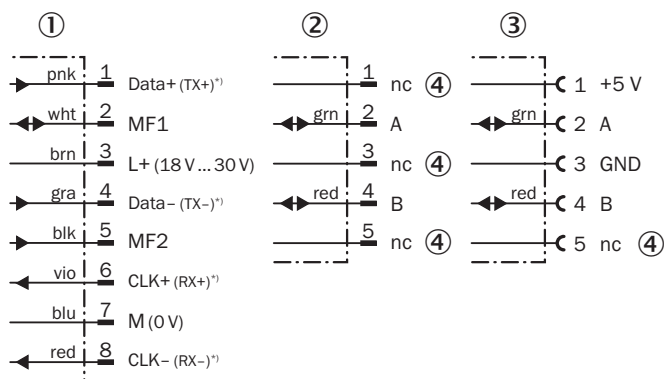 ① ② ③
pnk 1 Data+ (TX+)*)
wht 2 MF1
brn 3 L+ (18 V ... 30 V)
gra 4 Data– (TX–)*)
blk 5 MF2
vio 6 CLK+ (RX+)*)
blu 7 M (0 V)
red 8 CLK– (RX–)*)
1 nc ④
grn 2 A
3 nc ④
red 4 B
5 nc ④
1 +5 V
grn 2 A
3 GND
red 4 B
5 nc ④